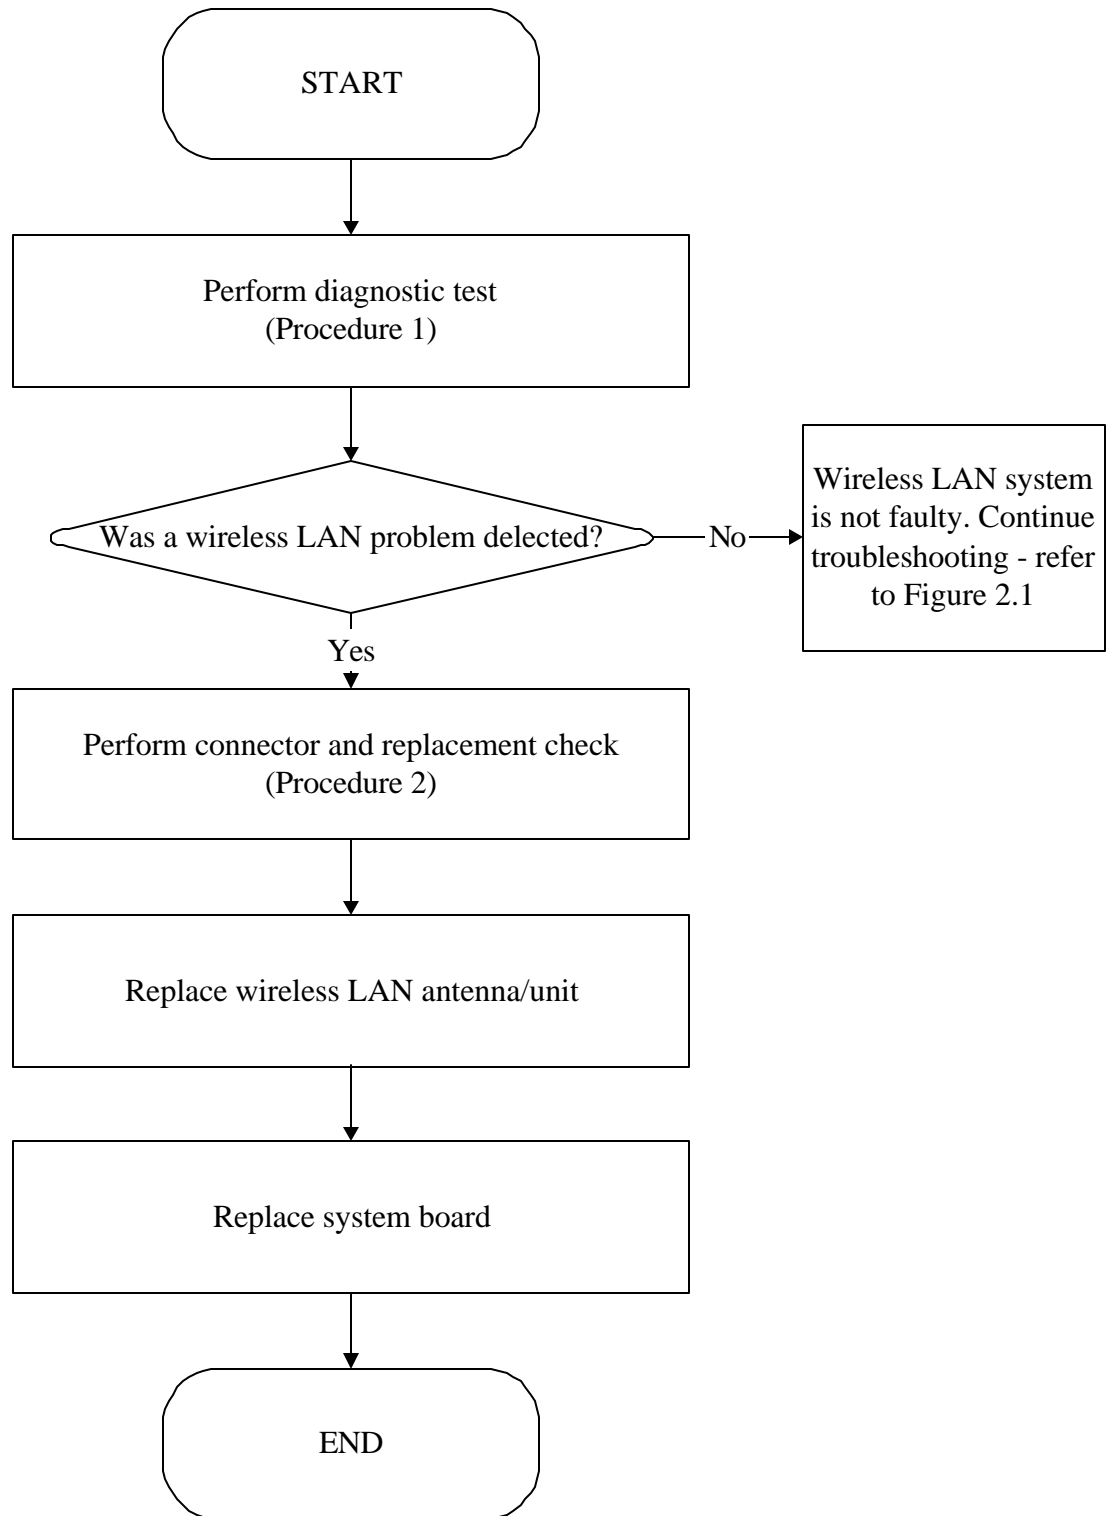 START
Perform diagnostic test
(Procedure 1)
Was a wireless LAN problem delected?
No
Wireless LAN system
is not faulty. Continue
troubleshooting - refer
to Figure 2.1
Yes
Perform connector and replacement check
(Procedure 2)
Replace wireless LAN antenna/unit
Replace system board
END